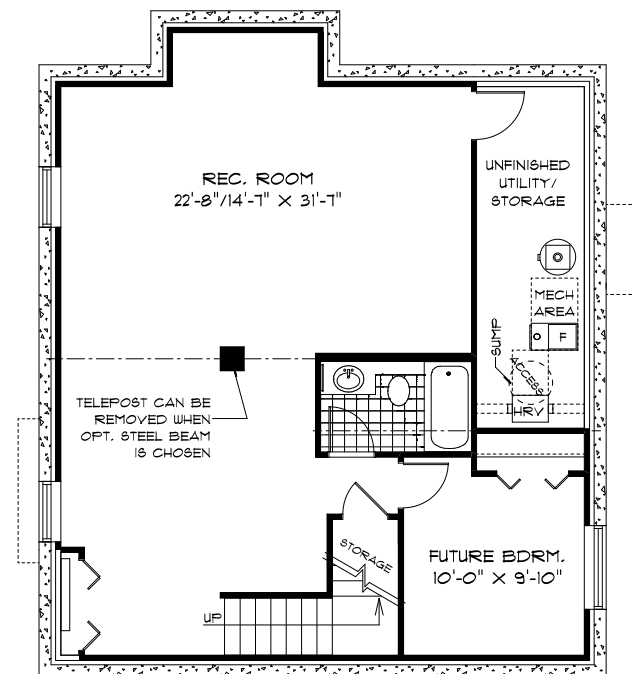 REC. ROOM
22'-8"/14'-7" X 31'-7"
UNFINISHED
UTILITY/
STORAGE
MECH
AREA
F
SUMP
ACCESS
HRV
TELEPOST CAN BE
REMOVED WHEN
OPT. STEEL BEAM
IS CHOSEN
STORAGE
FUTURE BDRM.
10'-0" X 9'-10"
UP